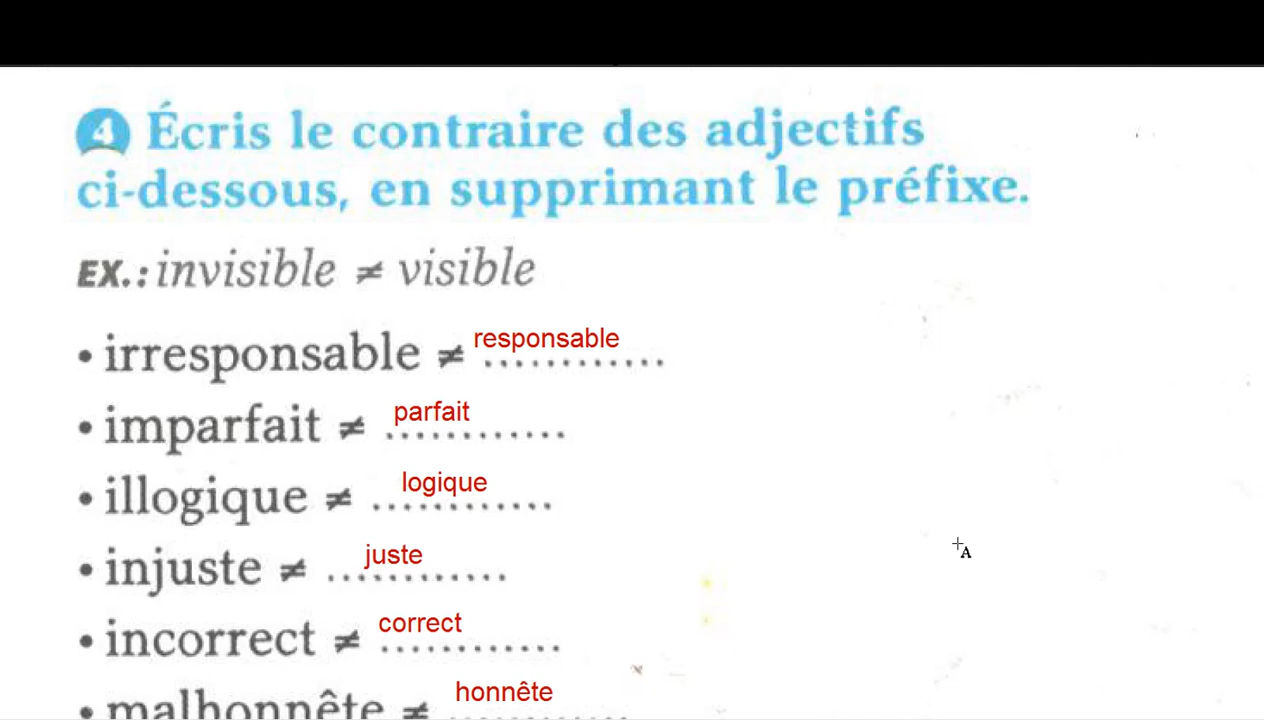 4 Écris le contraire des adjectifs
ci-dessous, en supprimant le préfixe.
EX.: invisible ≠ visible
• irresponsable ≠ responsable ............
• imparfait ≠ parfait ............
• illogique ≠ logique ............
• injuste ≠ juste ............
• incorrect ≠ correct ............
• malhonnête ≠ honnête ............